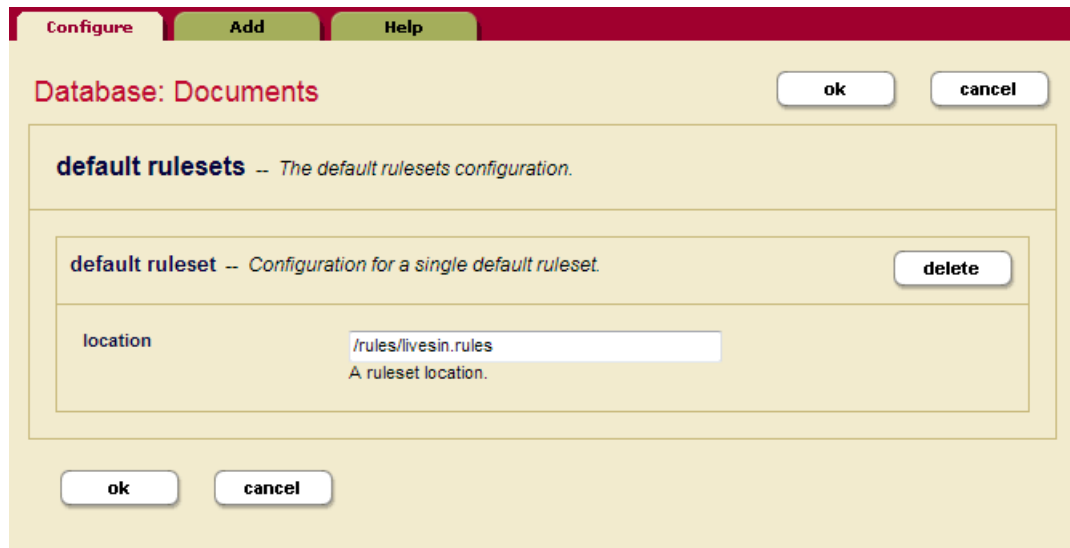 Configure Add Help
Database: Documents ok cancel
default rulesets -- The default rulesets configuration.
default ruleset -- Configuration for a single default ruleset. delete
location /rules/livesin.rules
A ruleset location.
ok cancel